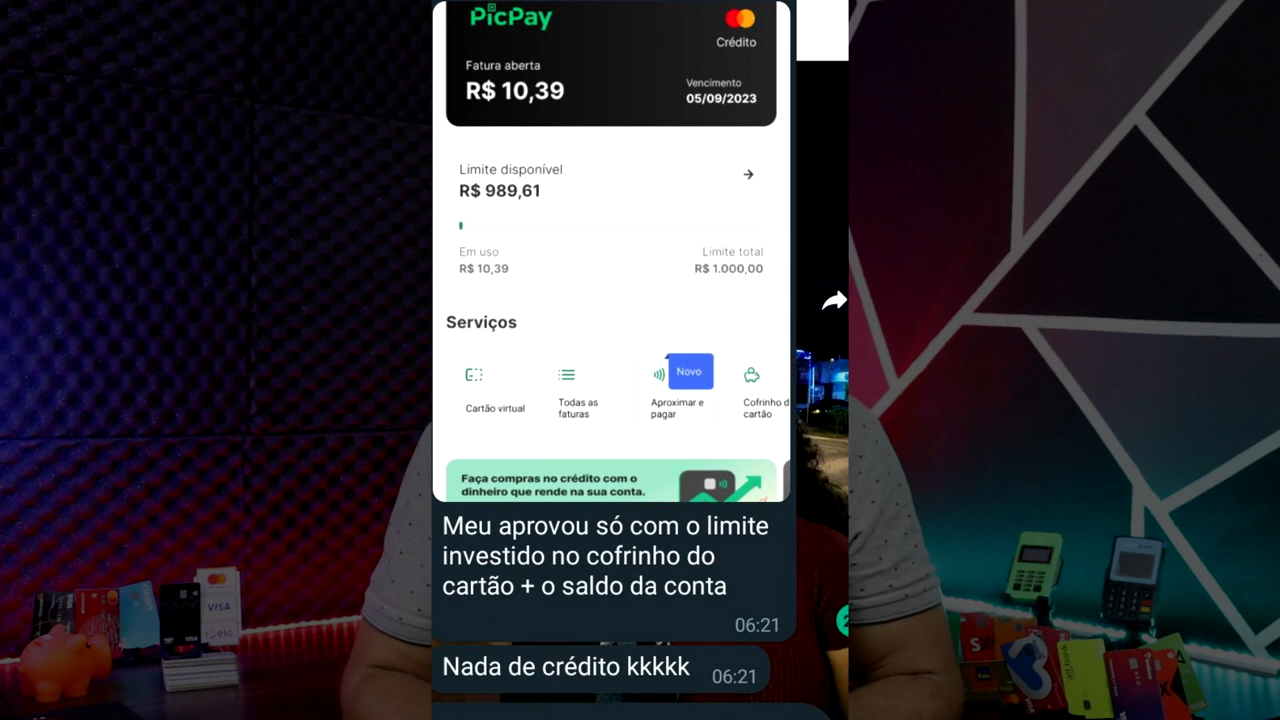 PicPay
Crédito
Fatura aberta
R$ 10,39
Vencimento
05/09/2023
Limite disponível
R$ 989,61
Em uso
R$ 10,39
Limite total
R$ 1.000,00
Serviços
Novo
Cartão virtual
Todas as
faturas
Aproximar e
pagar
Cofrinho d
cartão
Faça compras no crédito com o
dinheiro que rende na sua conta.
Meu aprovou só com o limite
investido no cofrinho do
cartão + o saldo da conta
06:21
Nada de crédito kkkkk
06:21
VISA
elo